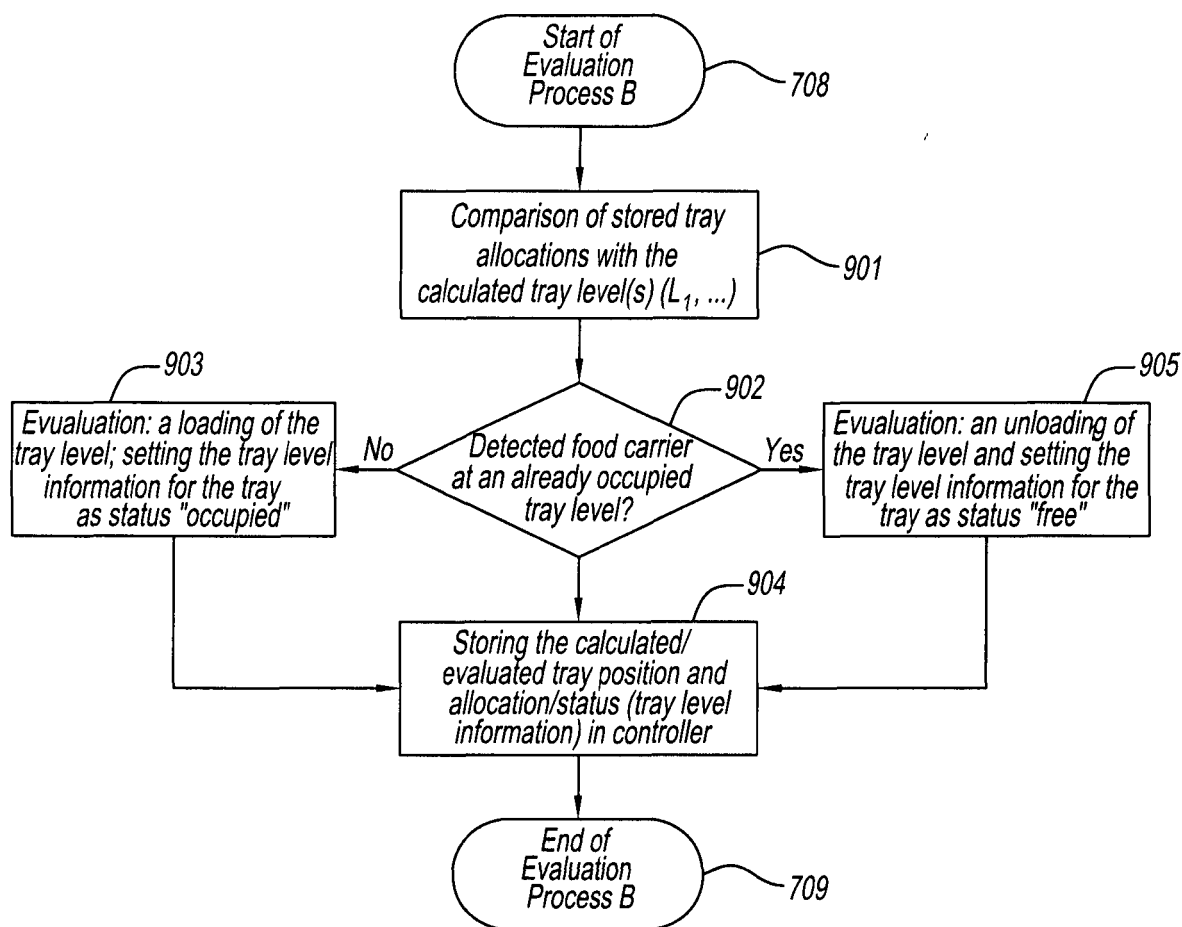 Start of
Evaluation
Process B
708
Comparison of stored tray
allocations with the
calculated tray level(s) (L1, ...)
901
903
Evualuation: a loading of the
tray level; setting the tray level
information for the tray
as status "occupied"
No
902
Detected food carrier
at an already occupied
tray level?
Yes
905
Evaluation: an unloading of
the tray level and setting the
tray level information for the
tray as status "free"
904
Storing the calculated/
evaluated tray position and
allocation/status (tray level
information) in controller
End of
Evaluation
Process B
709